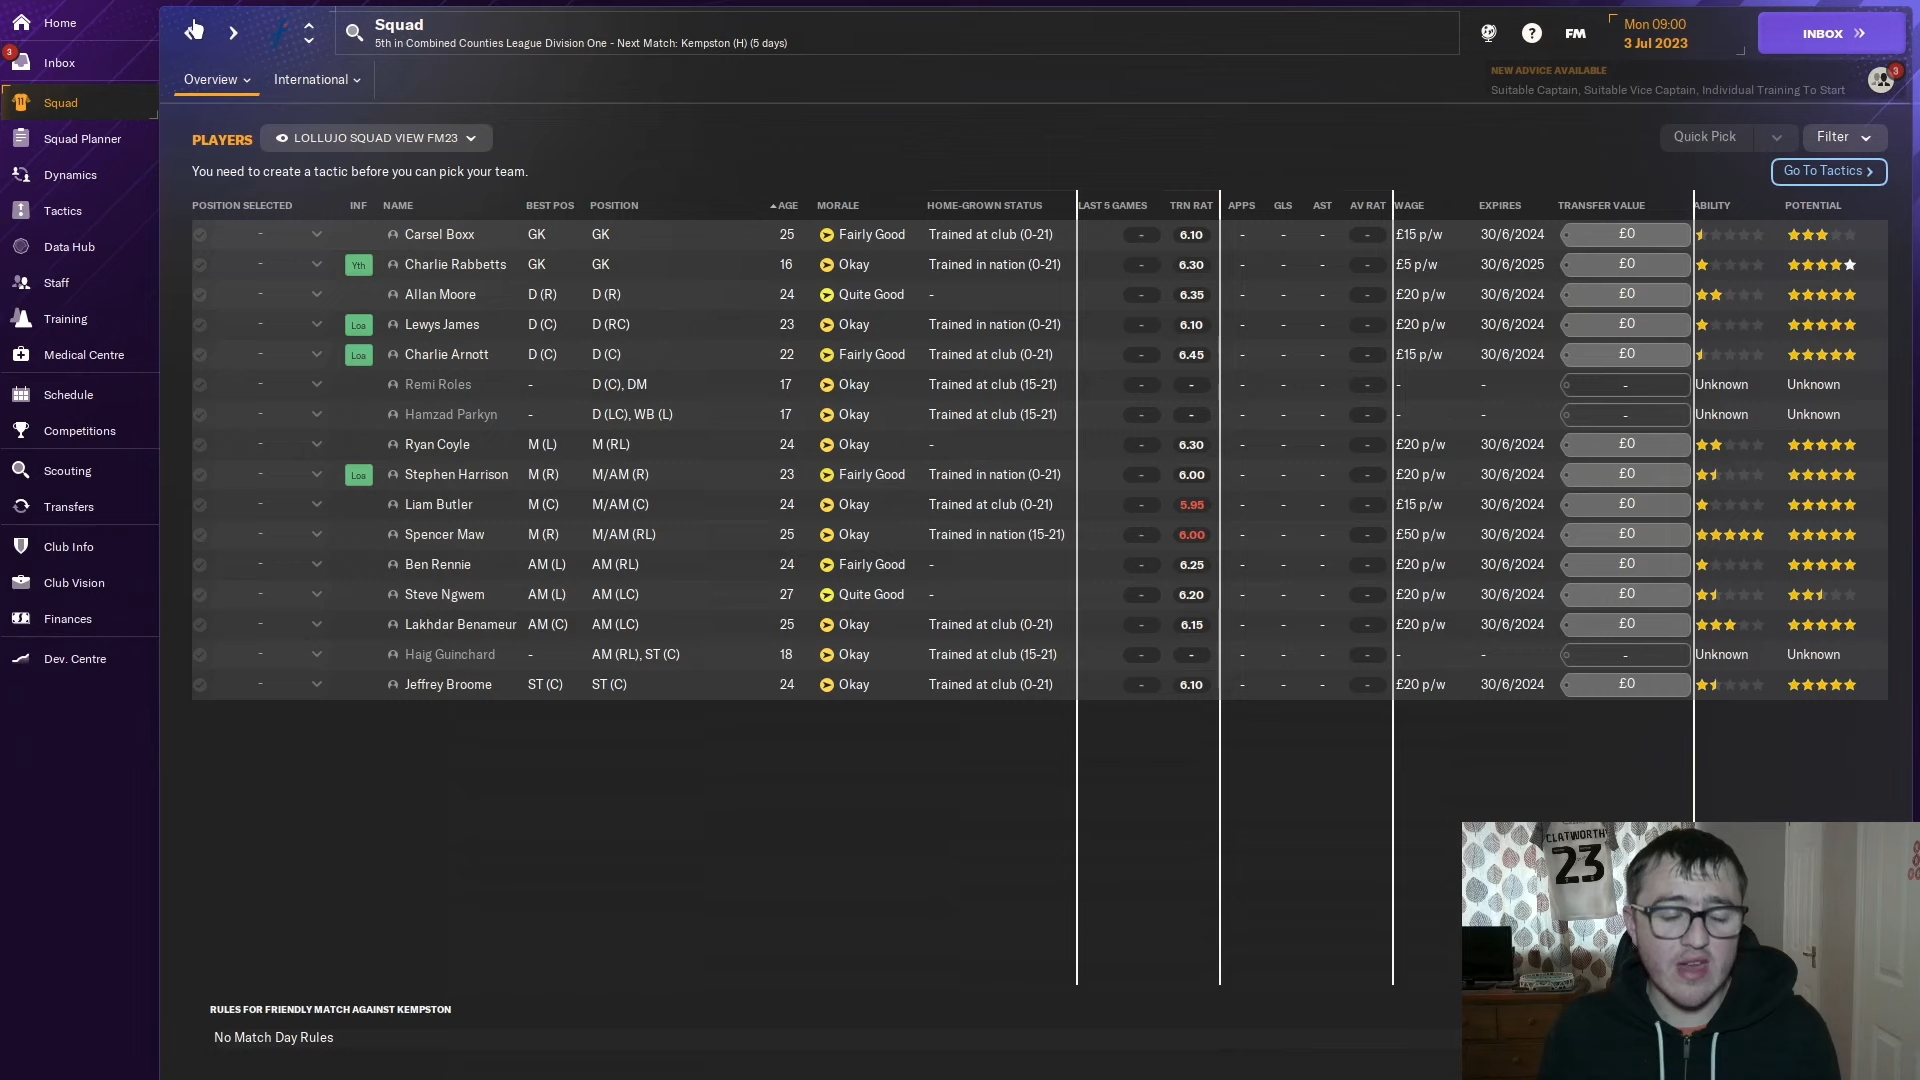 Home
3
Inbox
Squad
Squad Planner
Dynamics
Tactics
Data Hub
Staff
Training
Medical Centre
Schedule
Competitions
Scouting
Transfers
Club Info
Club Vision
Finances
Dev. Centre
Squad
5th in Combined Counties League Division One - Next Match: Kempston (H) (5 days)
? FM
Mon 09:00
3 Jul 2023
INBOX
Overview International
NEW ADVICE AVAILABLE
Suitable Captain, Suitable Vice Captain, Individual Training To Start
3
PLAYERS LOLLUJO SQUAD VIEW FM23
Quick Pick Filter
You need to create a tactic before you can pick your team.
Go To Tactics
POSITION SELECTED INF NAME BEST POS POSITION AGE MORALE HOME-GROWN STATUS LAST 5 GAMES TRN RAT APPS GLS AST AV RAT WAGE EXPIRES TRANSFER VALUE ABILITY POTENTIAL
- Carsel Boxx GK GK 25 Fairly Good Trained at club (0-21) - 6.10 - - - - £15 p/w 30/6/2024 £0
- Yth Charlie Rabbetts GK GK 16 Okay Trained in nation (0-21) - 6.30 - - - - £5 p/w 30/6/2025 £0
- Allan Moore D (R) D (R) 24 Quite Good - - 6.35 - - - - £20 p/w 30/6/2024 £0
- Loa Lewys James D (C) D (RC) 23 Okay Trained in nation (0-21) - 6.10 - - - - £20 p/w 30/6/2024 £0
- Loa Charlie Arnott D (C) D (C) 22 Fairly Good Trained at club (0-21) - 6.45 - - - - £15 p/w 30/6/2024 £0
- Remi Roles - D (C), DM 17 Okay Trained at club (15-21) - - - - - - - - - Unknown Unknown
- Hamzad Parkyn - D (LC), WB (L) 17 Okay Trained at club (15-21) - - - - - - - - - Unknown Unknown
- Ryan Coyle M (L) M (RL) 24 Okay - - 6.30 - - - - £20 p/w 30/6/2024 £0
- Loa Stephen Harrison M (R) M/AM (R) 23 Fairly Good Trained in nation (0-21) - 6.00 - - - - £20 p/w 30/6/2024 £0
- Liam Butler M (C) M/AM (C) 24 Okay Trained at club (0-21) - 5.95 - - - - £15 p/w 30/6/2024 £0
- Spencer Maw M (R) M/AM (RL) 25 Okay Trained in nation (15-21) - 6.00 - - - - £50 p/w 30/6/2024 £0
- Ben Rennie AM (L) AM (RL) 24 Fairly Good - - 6.25 - - - - £20 p/w 30/6/2024 £0
- Steve Ngwem AM (L) AM (LC) 27 Quite Good - - 6.20 - - - - £20 p/w 30/6/2024 £0
- Lakhdar Benameur AM (C) AM (LC) 25 Okay Trained at club (0-21) - 6.15 - - - - £20 p/w 30/6/2024 £0
- Haig Guinchard - AM (RL), ST (C) 18 Okay Trained at club (15-21) - - - - - - - - - Unknown Unknown
- Jeffrey Broome ST (C) ST (C) 24 Okay Trained at club (0-21) - 6.10 - - - - £20 p/w 30/6/2024 £0
CLATWORTHY
23
RULES FOR FRIENDLY MATCH AGAINST KEMPSTON
No Match Day Rules